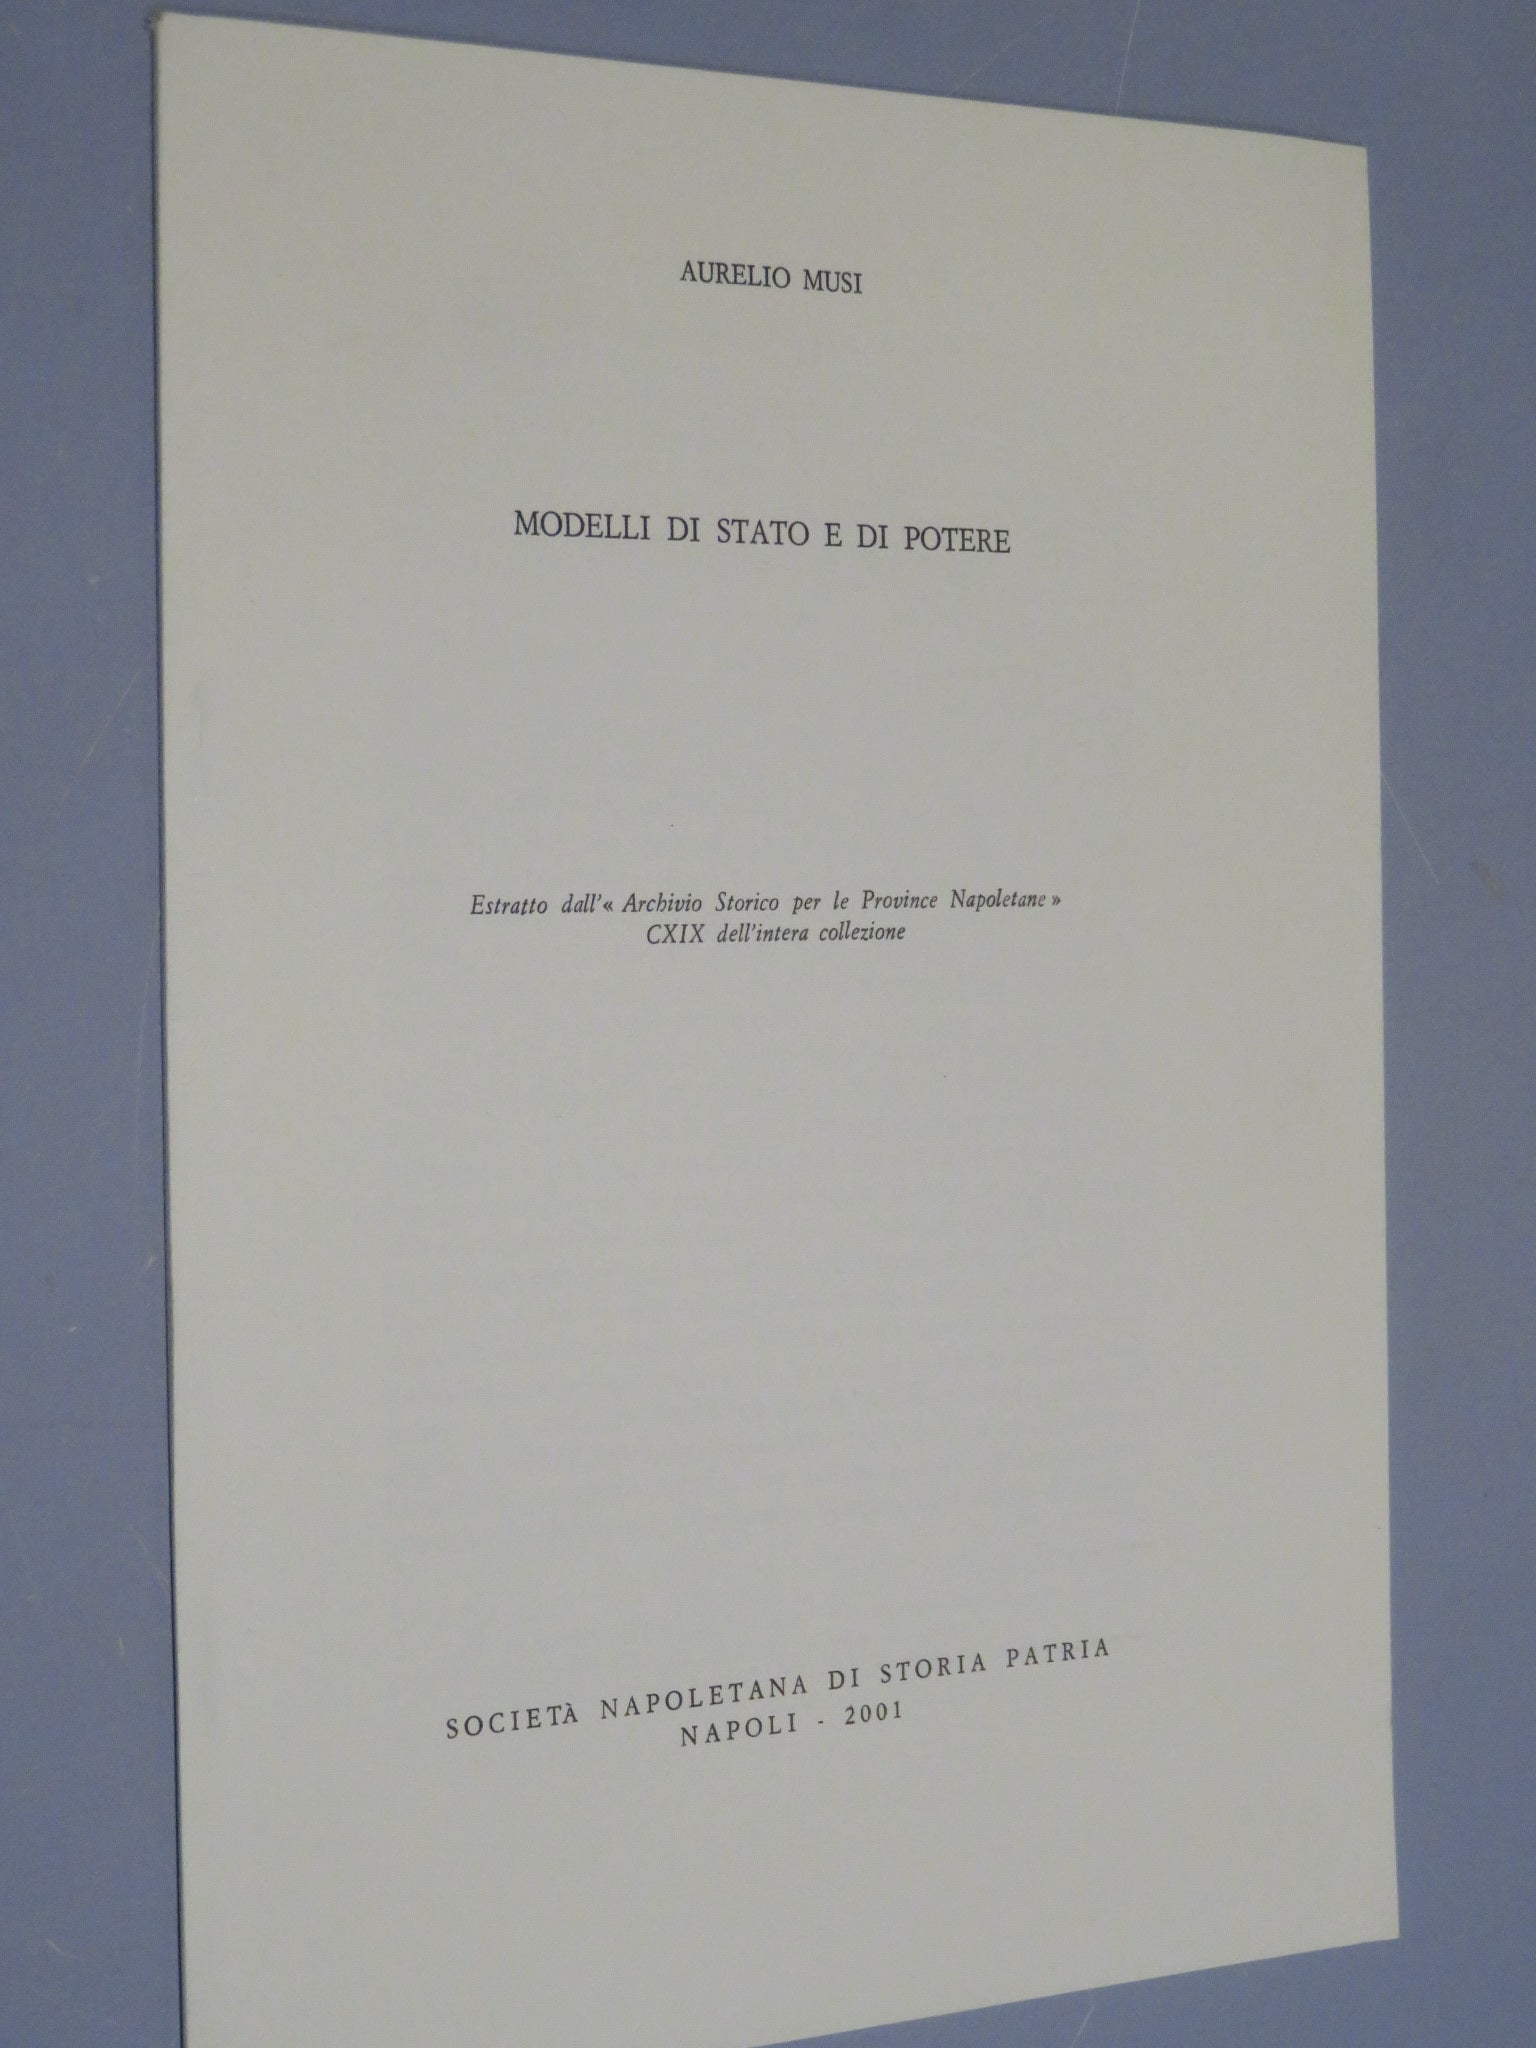 AURELIO MUSI
MODELLI DI STATO E DI POTERE
Estratto dall'« Archivio Storico per le Province Napoletane »
CXIX dell'intera collezione
SOCIETÀ NAPOLETANA DI STORIA PATRIA
NAPOLI - 2001